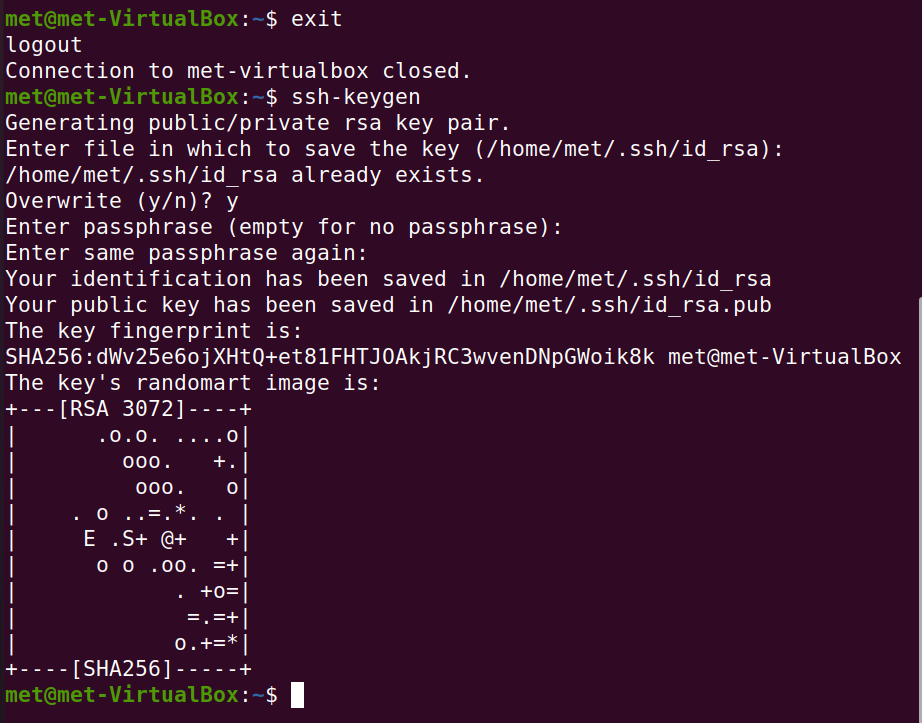 met@met-VirtualBox:~$ exit
logout
Connection to met-virtualbox closed.
met@met-VirtualBox:~$ ssh-keygen
Generating public/private rsa key pair.
Enter file in which to save the key (/home/met/.ssh/id_rsa):
/home/met/.ssh/id_rsa already exists.
Overwrite (y/n)? y
Enter passphrase (empty for no passphrase):
Enter same passphrase again:
Your identification has been saved in /home/met/.ssh/id_rsa
Your public key has been saved in /home/met/.ssh/id_rsa.pub
The key fingerprint is:
SHA256:dWv25e6ojXHtQ+et81FHTJOAkjRC3wvenDNpGWoik8k met@met-VirtualBox
The key's randomart image is:
+---[RSA 3072]----+
|      .o.o. ....o|
|        ooo.   +.|
|         ooo.   o|
|    . o ..=.*. . |
|     E .S+ @+   +|
|      o o .oo. =+|
|            . +o=|
|             =.=+|
|            o.+=*|
+----[SHA256]-----+
met@met-VirtualBox:~$